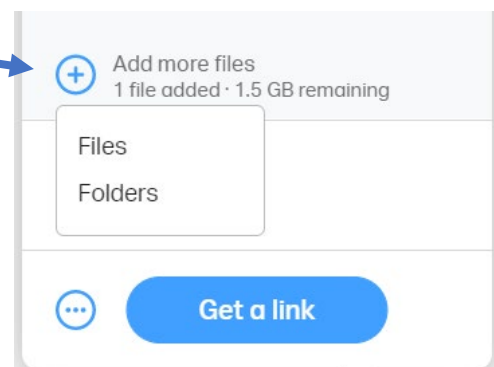 Add more files
1 file added · 1.5 GB remaining
Files
Folders
Get a link